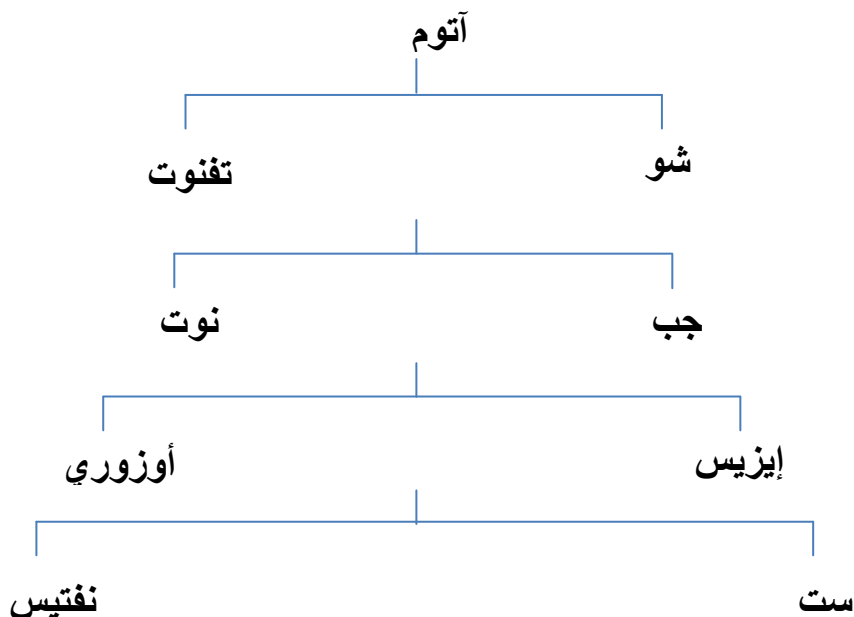 آتوم
شو تفنوت
جب نوت
إيزيس أوزوري
ست نفتيس